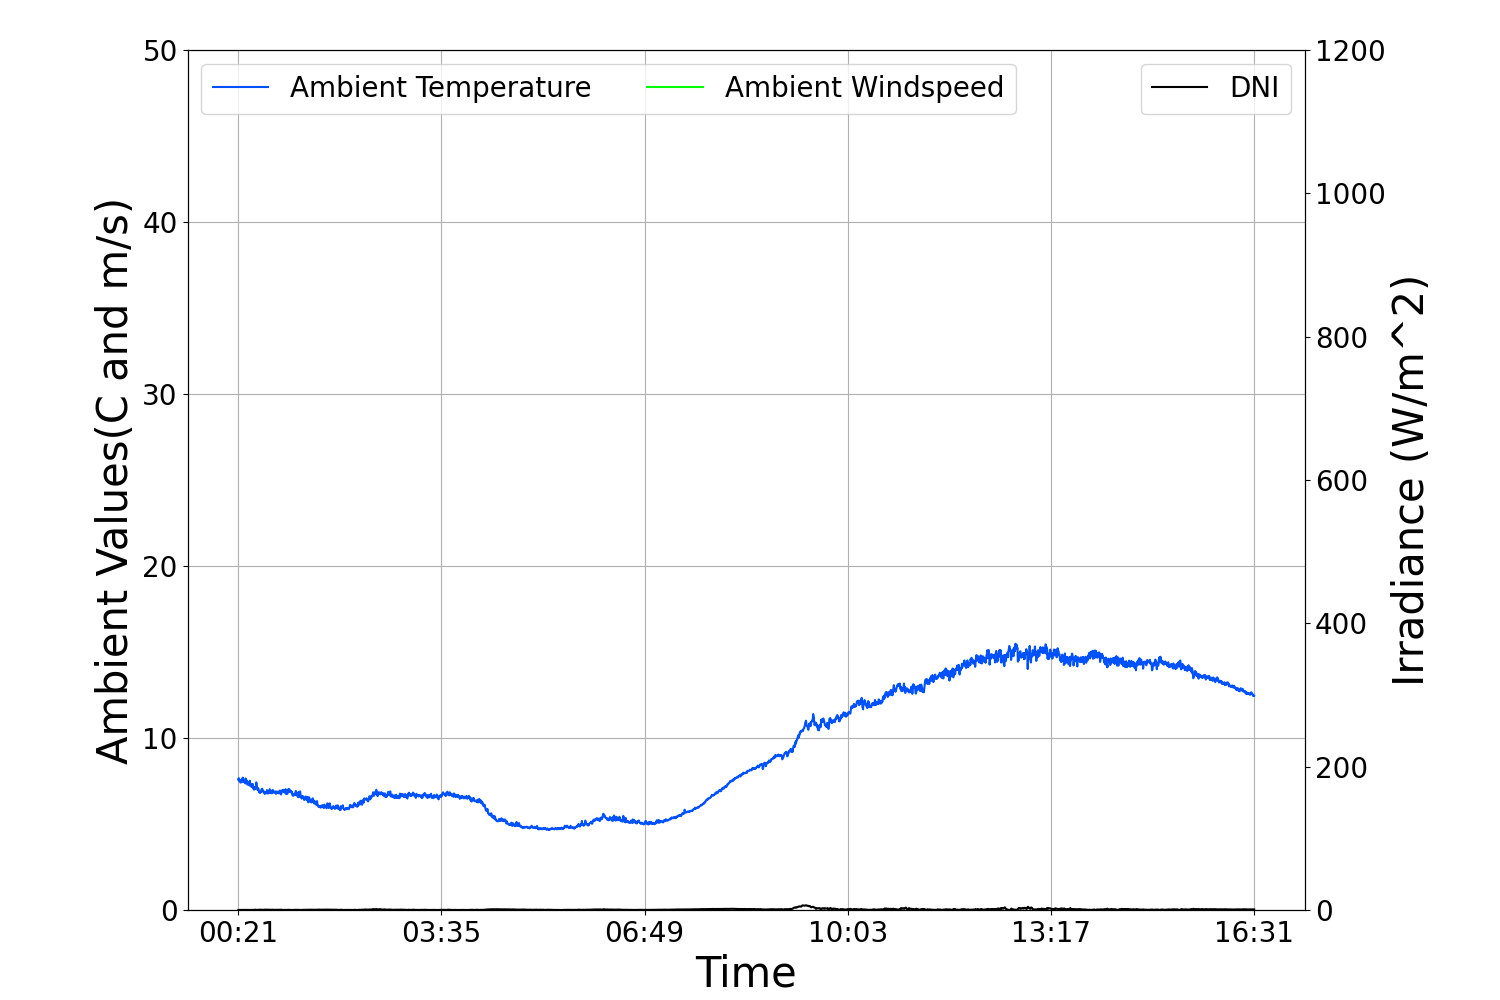 Ambient Temperature Ambient Windspeed DNI
Ambient Values(C and m/s)
50
40
30
20
10
0
1200
1000
800
600
400
200
0
Irradiance (W/m^2)
00:21 03:35 06:49 10:03 13:17 16:31
Time